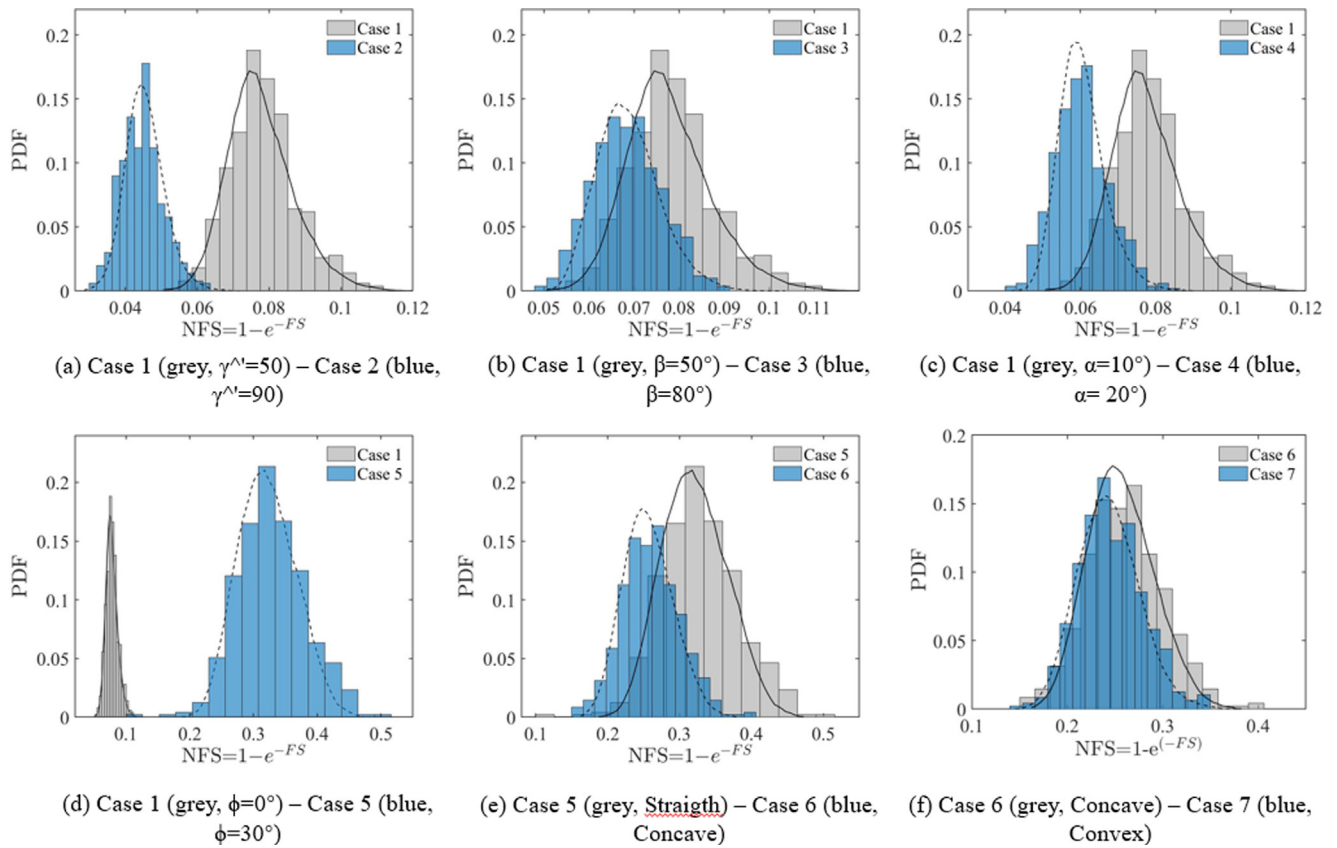 Case 1
Case 2
0.2
0.15
0.1
0.05
0
PDF
0.04 0.06 0.08 0.1 0.12
NFS=1−e^{-FS}
(a) Case 1 (grey, γ^'=50) – Case 2 (blue,
γ^'=90)
Case 1
Case 3
0.2
0.15
0.1
0.05
0
PDF
0.05 0.06 0.07 0.08 0.09 0.1 0.11
NFS=1−e^{-FS}
(b) Case 1 (grey, β=50°) – Case 3 (blue,
β=80°)
Case 1
Case 4
0.2
0.15
0.1
0.05
0
PDF
0.04 0.06 0.08 0.1 0.12
NFS=1−e^{-FS}
(c) Case 1 (grey, α=10°) – Case 4 (blue,
α= 20°)
Case 1
Case 5
0.2
0.15
0.1
0.05
0
PDF
0.1 0.2 0.3 0.4 0.5
NFS=1−e^{-FS}
(d) Case 1 (grey, ϕ=0°) – Case 5 (blue,
ϕ=30°)
Case 5
Case 6
0.2
0.15
0.1
0.05
0
PDF
0.1 0.2 0.3 0.4 0.5
NFS=1−e^{-FS}
(e) Case 5 (grey, Straigth) – Case 6 (blue,
Concave)
Case 6
Case 7
0.2
0.15
0.1
0.05
0
PDF
0.1 0.2 0.3 0.4
NFS=1-e^{(-FS)}
(f) Case 6 (grey, Concave) – Case 7 (blue,
Convex)